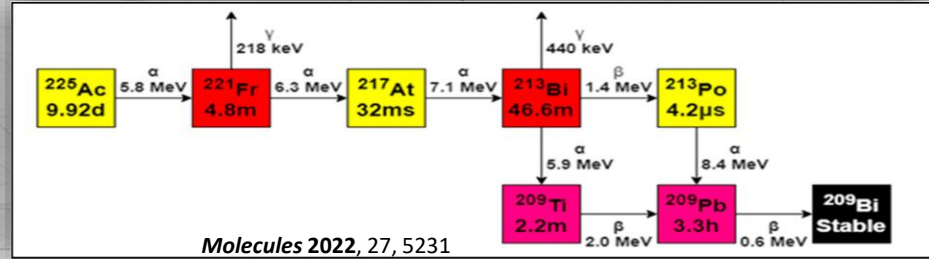 γ
218 keV
γ
440 keV
225Ac
9.92d
α
5.8 MeV
221Fr
4.8m
α
6.3 MeV
217At
32ms
α
7.1 MeV
213Bi
46.6m
β
1.4 MeV
213Po
4.2µs
α
5.9 MeV
α
8.4 MeV
209Ti
2.2m
β
2.0 MeV
209Pb
3.3h
β
0.6 MeV
209Bi
Stable
Molecules 2022, 27, 5231